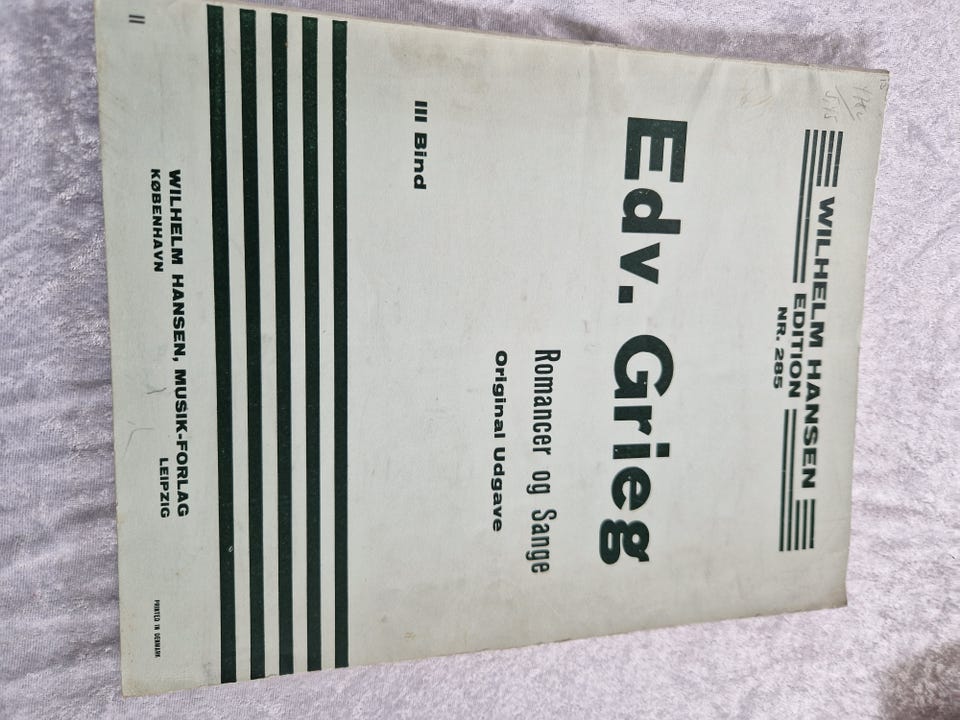 WILHELM HANSEN
EDITION
NR. 285
Edv. Grieg
Romancer og Sange
Original Udgave
III Bind
WILHELM HANSEN, MUSIK-FORLAG
KØBENHAVN LEIPZIG
PRINTED IN DENMARK
II